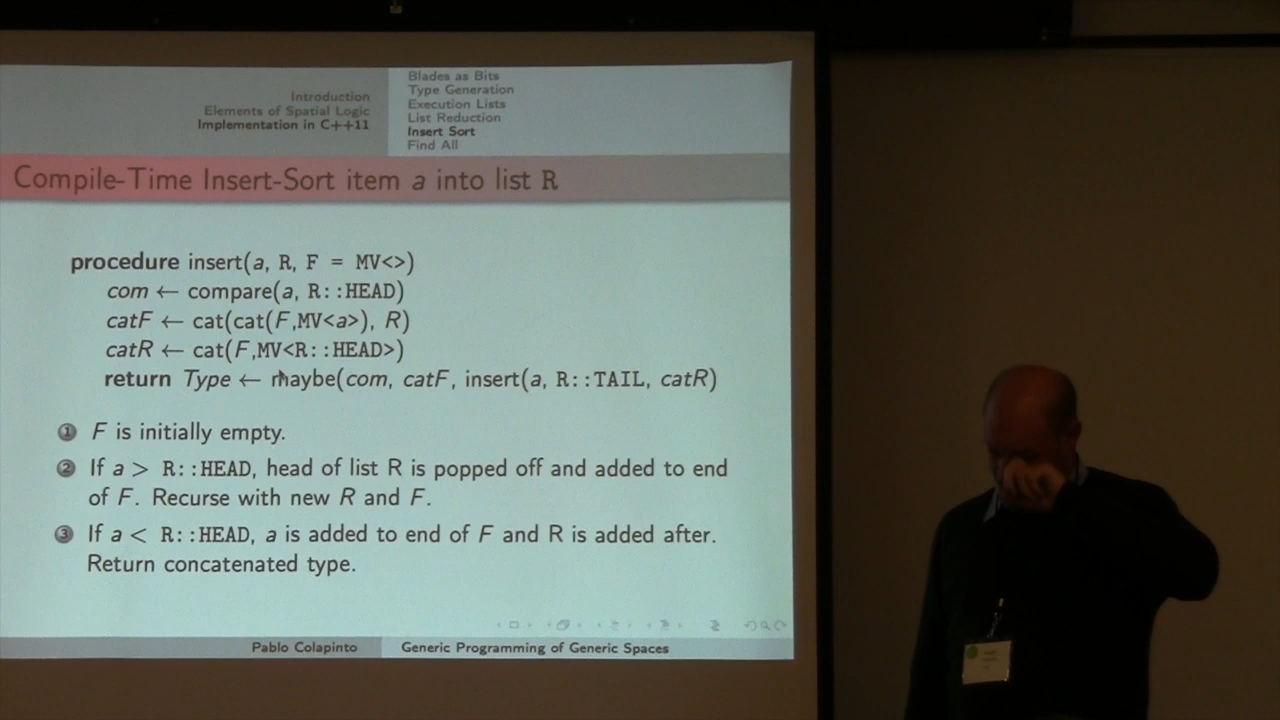 Introduction
Elements of Spatial Logic
Implementation in C++11
Blades as Bits
Type Generation
Execution Lists
List Reduction
Insert Sort
Find All
Compile-Time Insert-Sort item a into list R
procedure insert(a, R, F = MV<>)
com ← compare(a, R::HEAD)
catF ← cat(cat(F,MV<a>), R)
catR ← cat(F,MV<R::HEAD>)
return Type ← maybe(com, catF, insert(a, R::TAIL, catR)
1 F is initially empty.
2 If a > R::HEAD, head of list R is popped off and added to end
of F. Recurse with new R and F.
3 If a < R::HEAD, a is added to end of F and R is added after.
Return concatenated type.
Pablo Colapinto Generic Programming of Generic Spaces